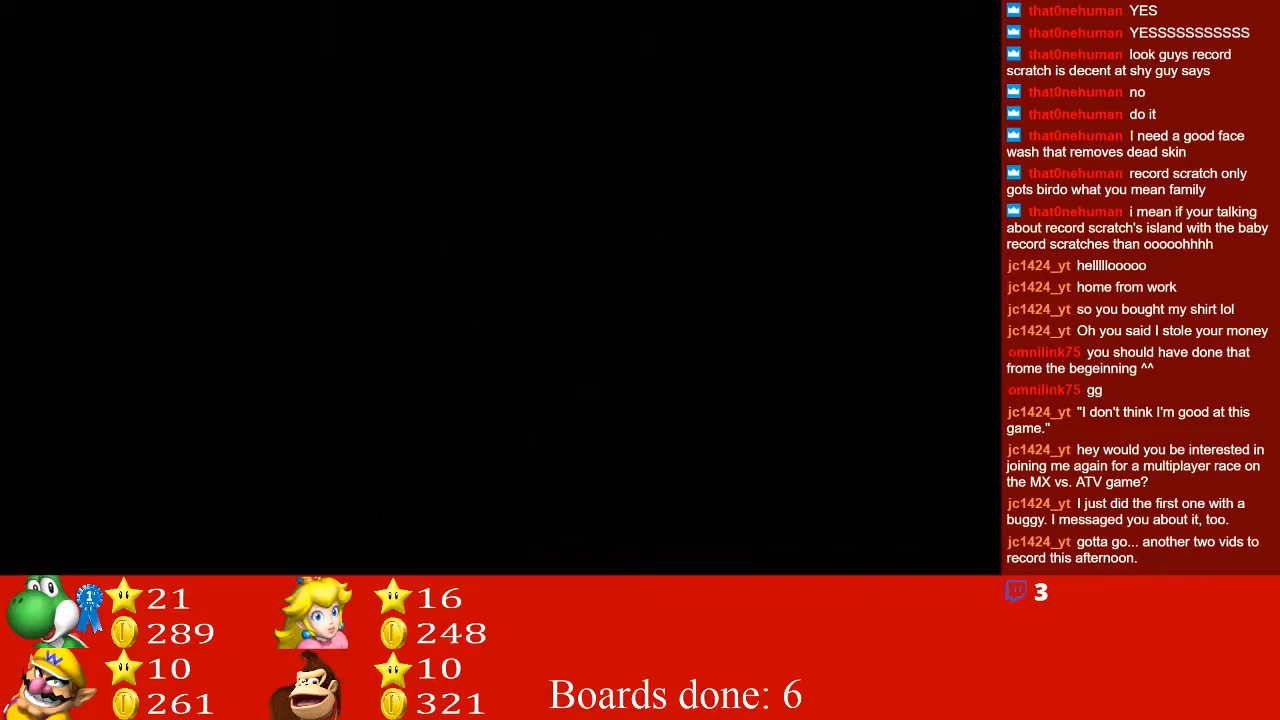 that0nehuman YES
that0nehuman YESSSSSSSSSSS
that0nehuman look guys record
scratch is decent at shy guy says
that0nehuman no
that0nehuman do it
that0nehuman I need a good face
wash that removes dead skin
that0nehuman record scratch only
gots birdo what you mean family
that0nehuman i mean if your talking
about record scratch's island with the baby
record scratches than ooooohhhh
jc1424_yt helllllooooo
jc1424_yt home from work
jc1424_yt so you bought my shirt lol
jc1424_yt Oh you said I stole your money
omnilink75 you should have done that
frome the begeinning ^^
omnilink75 gg
jc1424_yt "I don't think I'm good at this
game."
jc1424_yt hey would you be interested in
joining me again for a multiplayer race on
the MX vs. ATV game?
jc1424_yt I just did the first one with a
buggy. I messaged you about it, too.
jc1424_yt gotta go... another two vids to
record this afternoon.
3
1 21 16
289 248
10 10
261 321
Boards done: 6